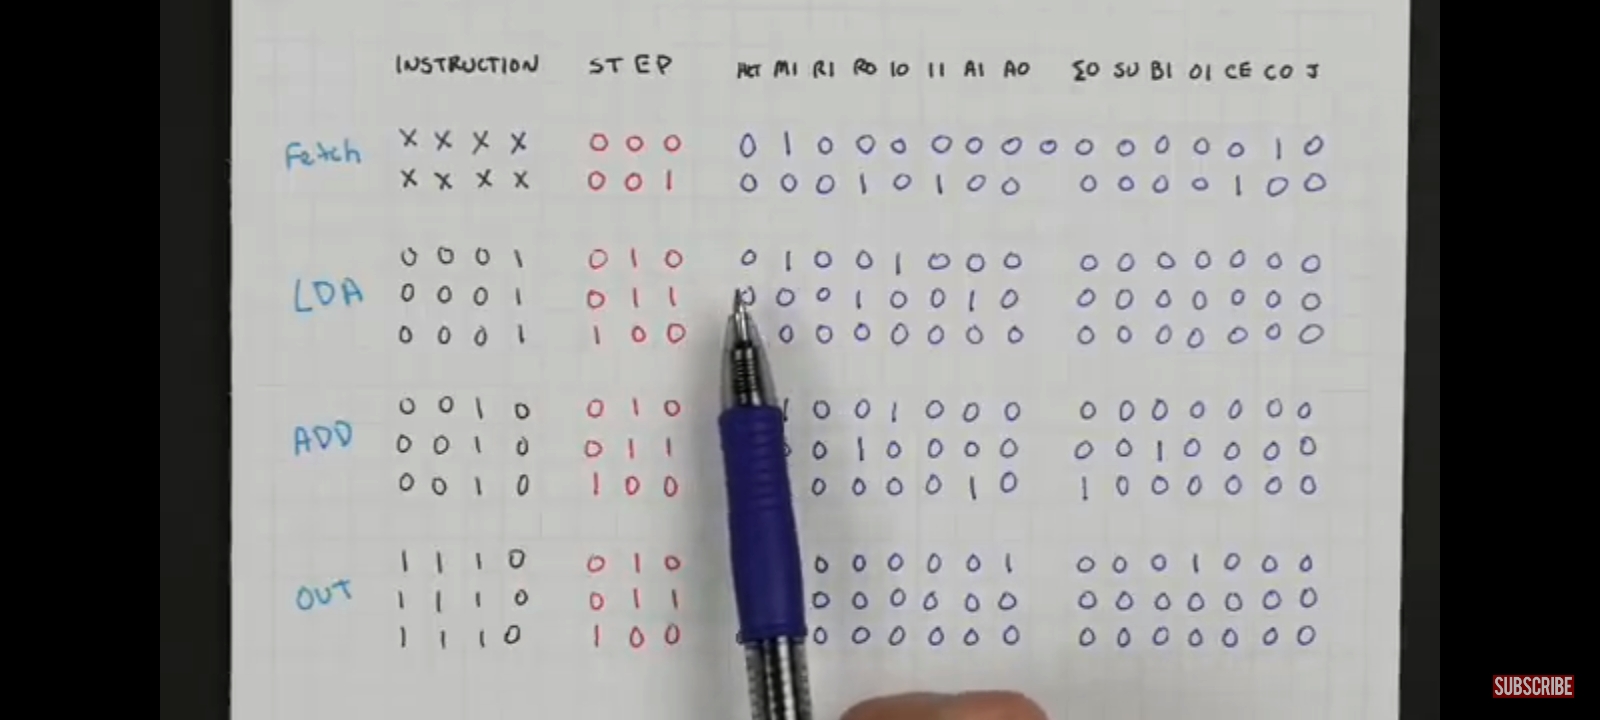 INSTRUCTION STEP HLT MI RI RO IO II AI AO ΣO SU BI OI CE CO J
Fetch X X X X 0 0 0 0 1 0 0 0 0 0 0 0 0 0 0 0 0 1 0
X X X X 0 0 1 0 0 0 1 0 1 0 0 0 0 0 0 1 0 0
LDA 0 0 0 1 0 1 0 0 1 0 0 1 0 0 0 0 0 0 0 0 0 0
0 0 0 1 0 1 1 0 0 0 1 0 0 1 0 0 0 0 0 0 0 0
0 0 0 1 1 0 0 0 0 0 0 0 0 0 0 0 0 0 0 0 0
ADD 0 0 1 0 0 1 0 1 0 0 1 0 0 0 0 0 0 0 0 0 0
0 0 1 0 0 1 1 0 0 1 0 0 0 0 0 0 1 0 0 0 0
0 0 1 0 1 0 0 0 0 0 0 1 0 1 0 0 0 0 0 0
OUT 1 1 1 0 0 1 0 0 0 0 0 0 1 0 0 0 1 0 0 0
1 1 1 0 0 1 1 0 0 0 0 0 0 0 0 0 0 0 0 0
1 1 1 0 1 0 0 0 0 0 0 0 0 0 0 0 0 0 0 0
SUBSCRIBE